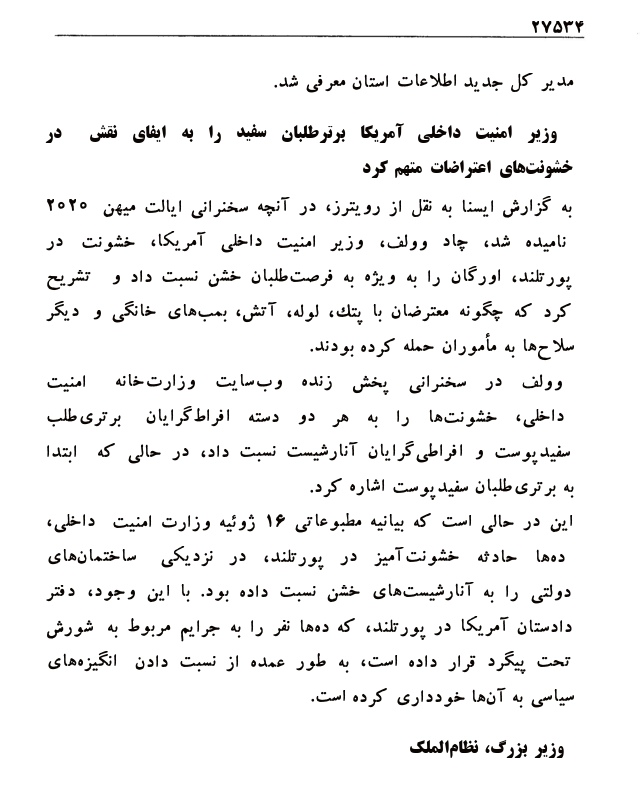 ۲۷۵۳۴
مدیر کل جدید اطلاعات استان معرفی شد.
وزیر امنیت داخلی آمریکا برترطلبان سفید را به ایفای نقش در
خشونت‌های اعتراضات متهم کرد
به گزارش ایسنا به نقل از رویترز، در آنچه سخنرانی ایالت میهن ۲۰۲۰
نامیده شد، چاد وولف، وزیر امنیت داخلی آمریکا، خشونت در
پورتلند، اورگان را به ویژه به فرصت‌طلبان خشن نسبت داد و تشریح
کرد که چگونه معترضان با پتك، لوله، آتش، بمب‌های خانگی و دیگر
سلاح‌ها به مأموران حمله کرده بودند.
وولف در سخنرانی پخش زنده وب‌سایت وزارت‌خانه امنیت
داخلی، خشونت‌ها را به هر دو دسته افراط‌گرایان برتری‌طلب
سفیدپوست و افراطی‌گرایان آنارشیست نسبت داد، در حالی که ابتدا
به برتری‌طلبان سفیدپوست اشاره کرد.
این در حالی است که بیانیه مطبوعاتی ۱۶ ژوئیه وزارت امنیت داخلی،
ده‌ها حادثه خشونت‌آمیز در پورتلند، در نزدیکی ساختمان‌های
دولتی را به آنارشیست‌های خشن نسبت داده بود. با این وجود، دفتر
دادستان آمریکا در پورتلند، که ده‌ها نفر را به جرایم مربوط به شورش
تحت پیگرد قرار داده است، به طور عمده از نسبت دادن انگیزه‌های
سیاسی به آن‌ها خودداری کرده است.
وزیر بزرگ، نظام‌الملک